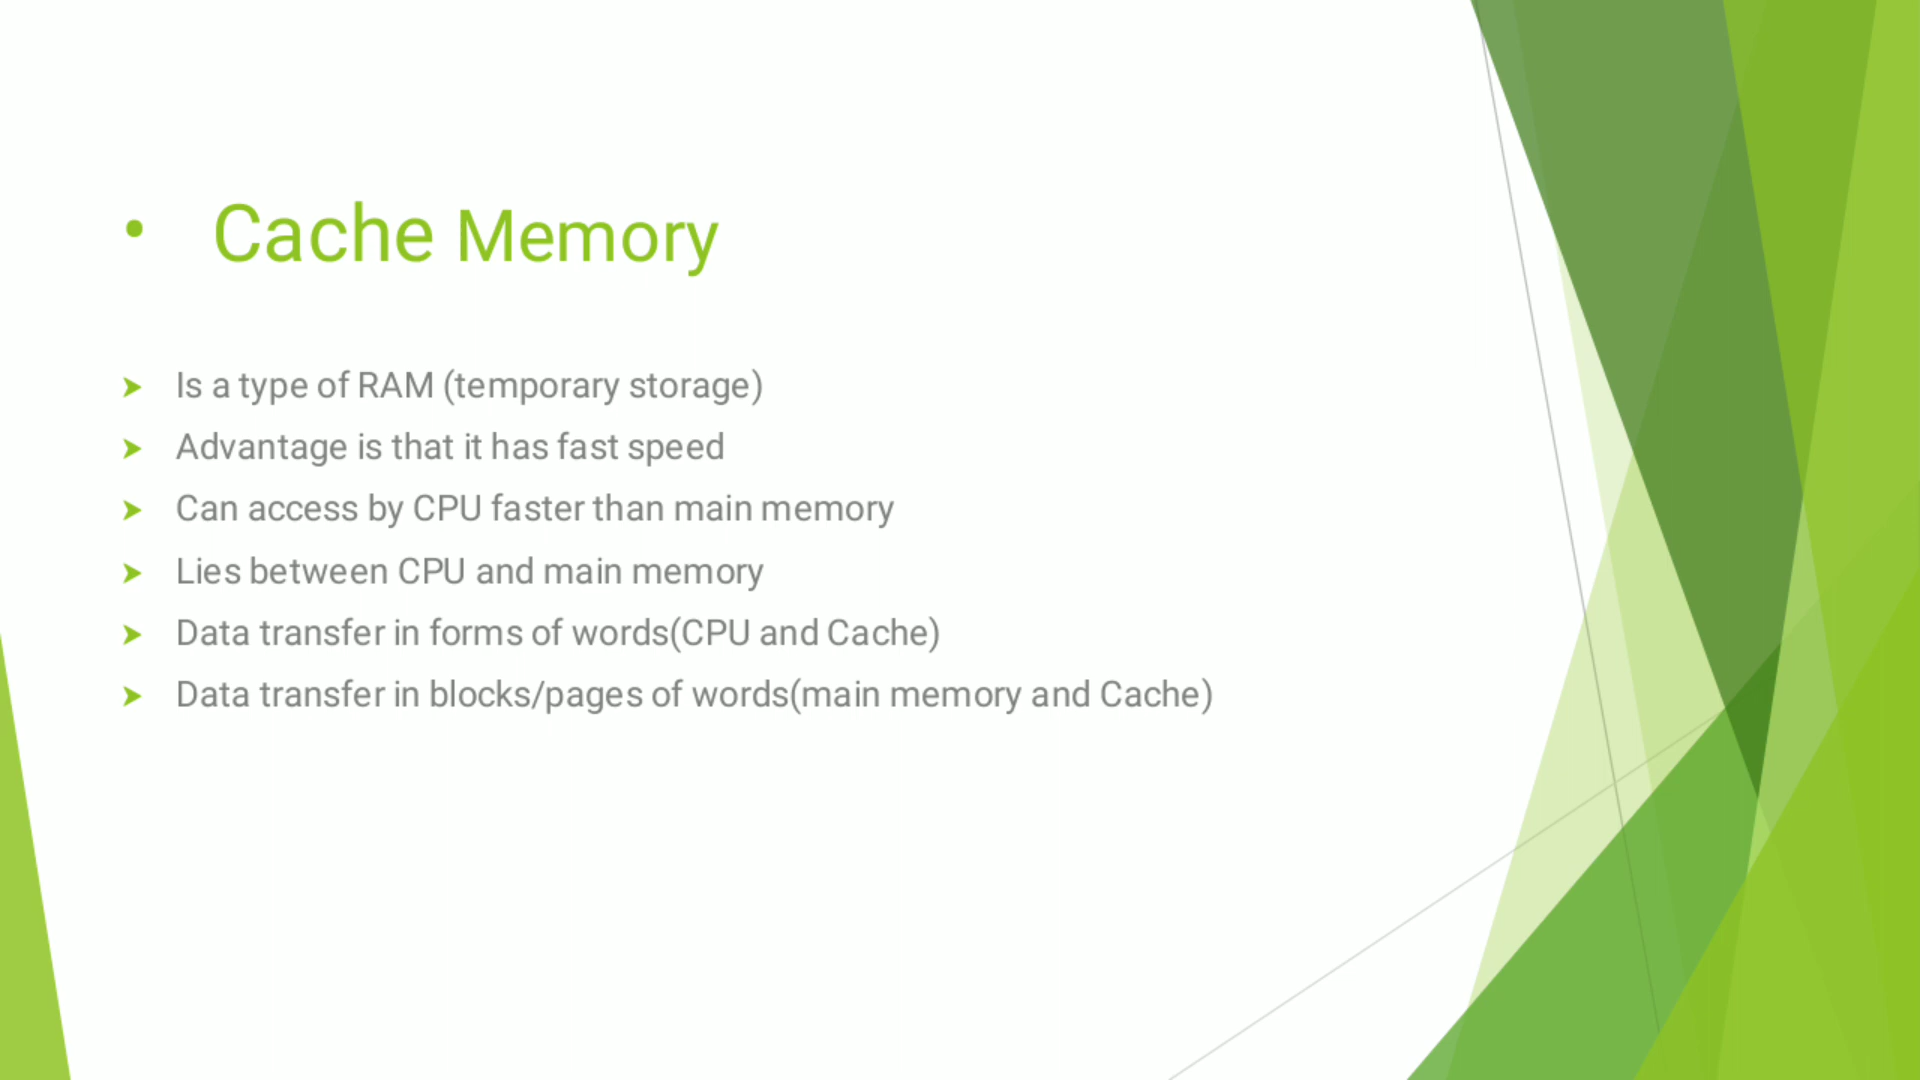 • Cache Memory
➤ Is a type of RAM (temporary storage)
➤ Advantage is that it has fast speed
➤ Can access by CPU faster than main memory
➤ Lies between CPU and main memory
➤ Data transfer in forms of words(CPU and Cache)
➤ Data transfer in blocks/pages of words(main memory and Cache)